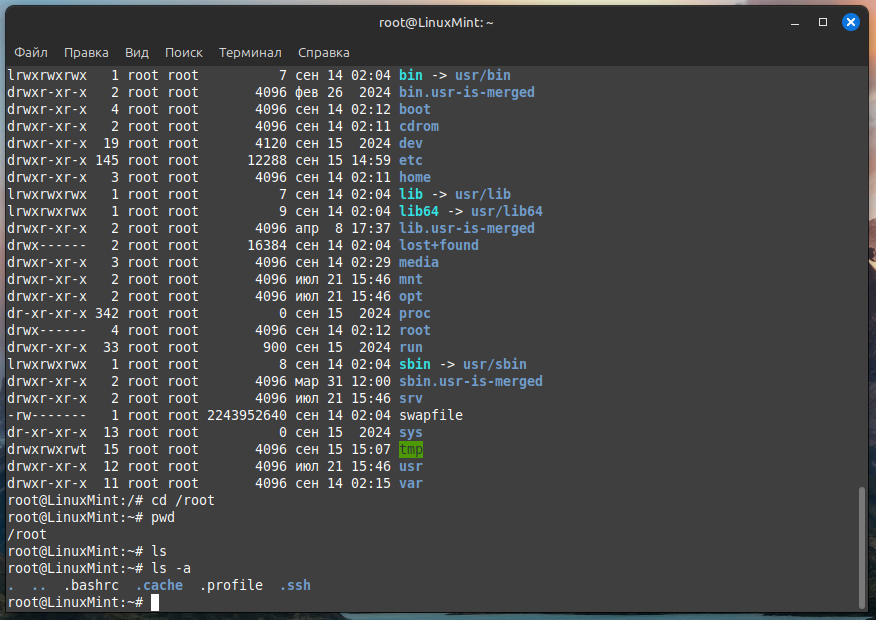 root@LinuxMint: ~
Файл Правка Вид Поиск Терминал Справка
lrwxrwxrwx   1 root root          7 сен 14 02:04 bin -> usr/bin
drwxr-xr-x   2 root root       4096 фев 26  2024 bin.usr-is-merged
drwxr-xr-x   4 root root       4096 сен 14 02:12 boot
drwxr-xr-x   2 root root       4096 сен 14 02:11 cdrom
drwxr-xr-x  19 root root       4120 сен 15  2024 dev
drwxr-xr-x 145 root root      12288 сен 15 14:59 etc
drwxr-xr-x   3 root root       4096 сен 14 02:11 home
lrwxrwxrwx   1 root root          7 сен 14 02:04 lib -> usr/lib
lrwxrwxrwx   1 root root          9 сен 14 02:04 lib64 -> usr/lib64
drwxr-xr-x   2 root root       4096 апр  8 17:37 lib.usr-is-merged
drwx------   2 root root      16384 сен 14 02:04 lost+found
drwxr-xr-x   3 root root       4096 сен 14 02:29 media
drwxr-xr-x   2 root root       4096 июл 21 15:46 mnt
drwxr-xr-x   2 root root       4096 июл 21 15:46 opt
dr-xr-xr-x 342 root root          0 сен 15  2024 proc
drwx------   4 root root       4096 сен 14 02:12 root
drwxr-xr-x  33 root root        900 сен 15  2024 run
lrwxrwxrwx   1 root root          8 сен 14 02:04 sbin -> usr/sbin
drwxr-xr-x   2 root root       4096 мар 31 12:00 sbin.usr-is-merged
drwxr-xr-x   2 root root       4096 июл 21 15:46 srv
-rw-------   1 root root 2243952640 сен 14 02:04 swapfile
dr-xr-xr-x  13 root root          0 сен 15  2024 sys
drwxrwxrwt  15 root root       4096 сен 15 15:07 tmp
drwxr-xr-x  12 root root       4096 июл 21 15:46 usr
drwxr-xr-x  11 root root       4096 сен 14 02:15 var
root@LinuxMint:/# cd /root
root@LinuxMint:~# pwd
/root
root@LinuxMint:~# ls
root@LinuxMint:~# ls -a
.  ..  .bashrc  .cache  .profile  .ssh
root@LinuxMint:~#